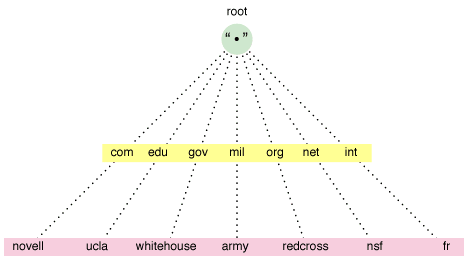 root
“•”
com edu gov mil org net int
novell ucla whitehouse army redcross nsf fr